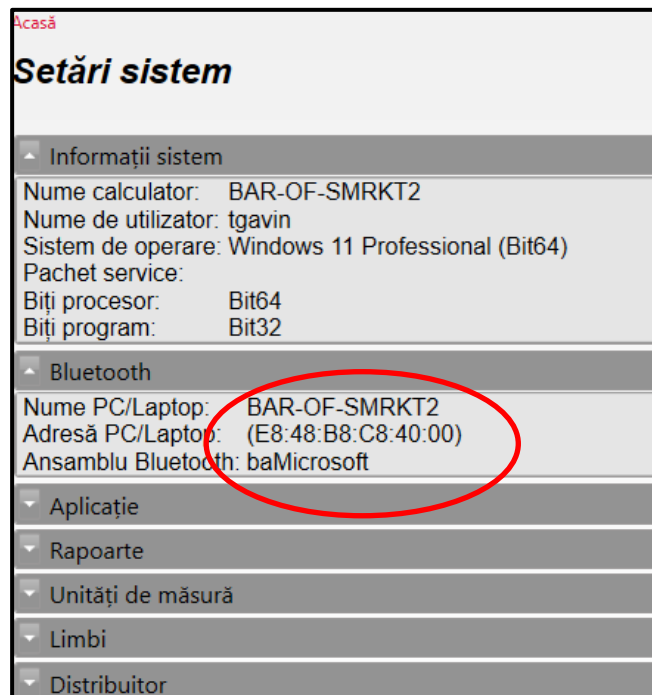 Acasă
Setări sistem
Informații sistem
Nume calculator: BAR-OF-SMRKT2
Nume de utilizator: tgavin
Sistem de operare: Windows 11 Professional (Bit64)
Pachet service:
Biți procesor: Bit64
Biți program: Bit32
Bluetooth
Nume PC/Laptop: BAR-OF-SMRKT2
Adresă PC/Laptop: (E8:48:B8:C8:40:00)
Ansamblu Bluetooth: baMicrosoft
Aplicație
Rapoarte
Unități de măsură
Limbi
Distribuitor